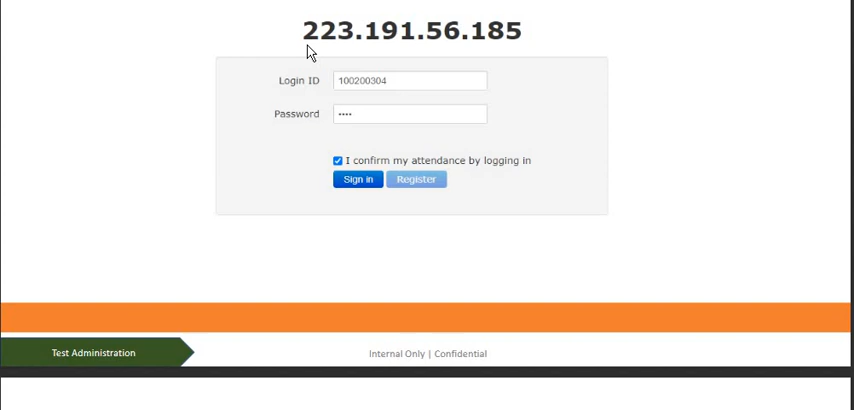 223.191.56.185
Login ID 100200304
Password ••••
I confirm my attendance by logging in
Sign in Register
Test Administration
Internal Only | Confidential